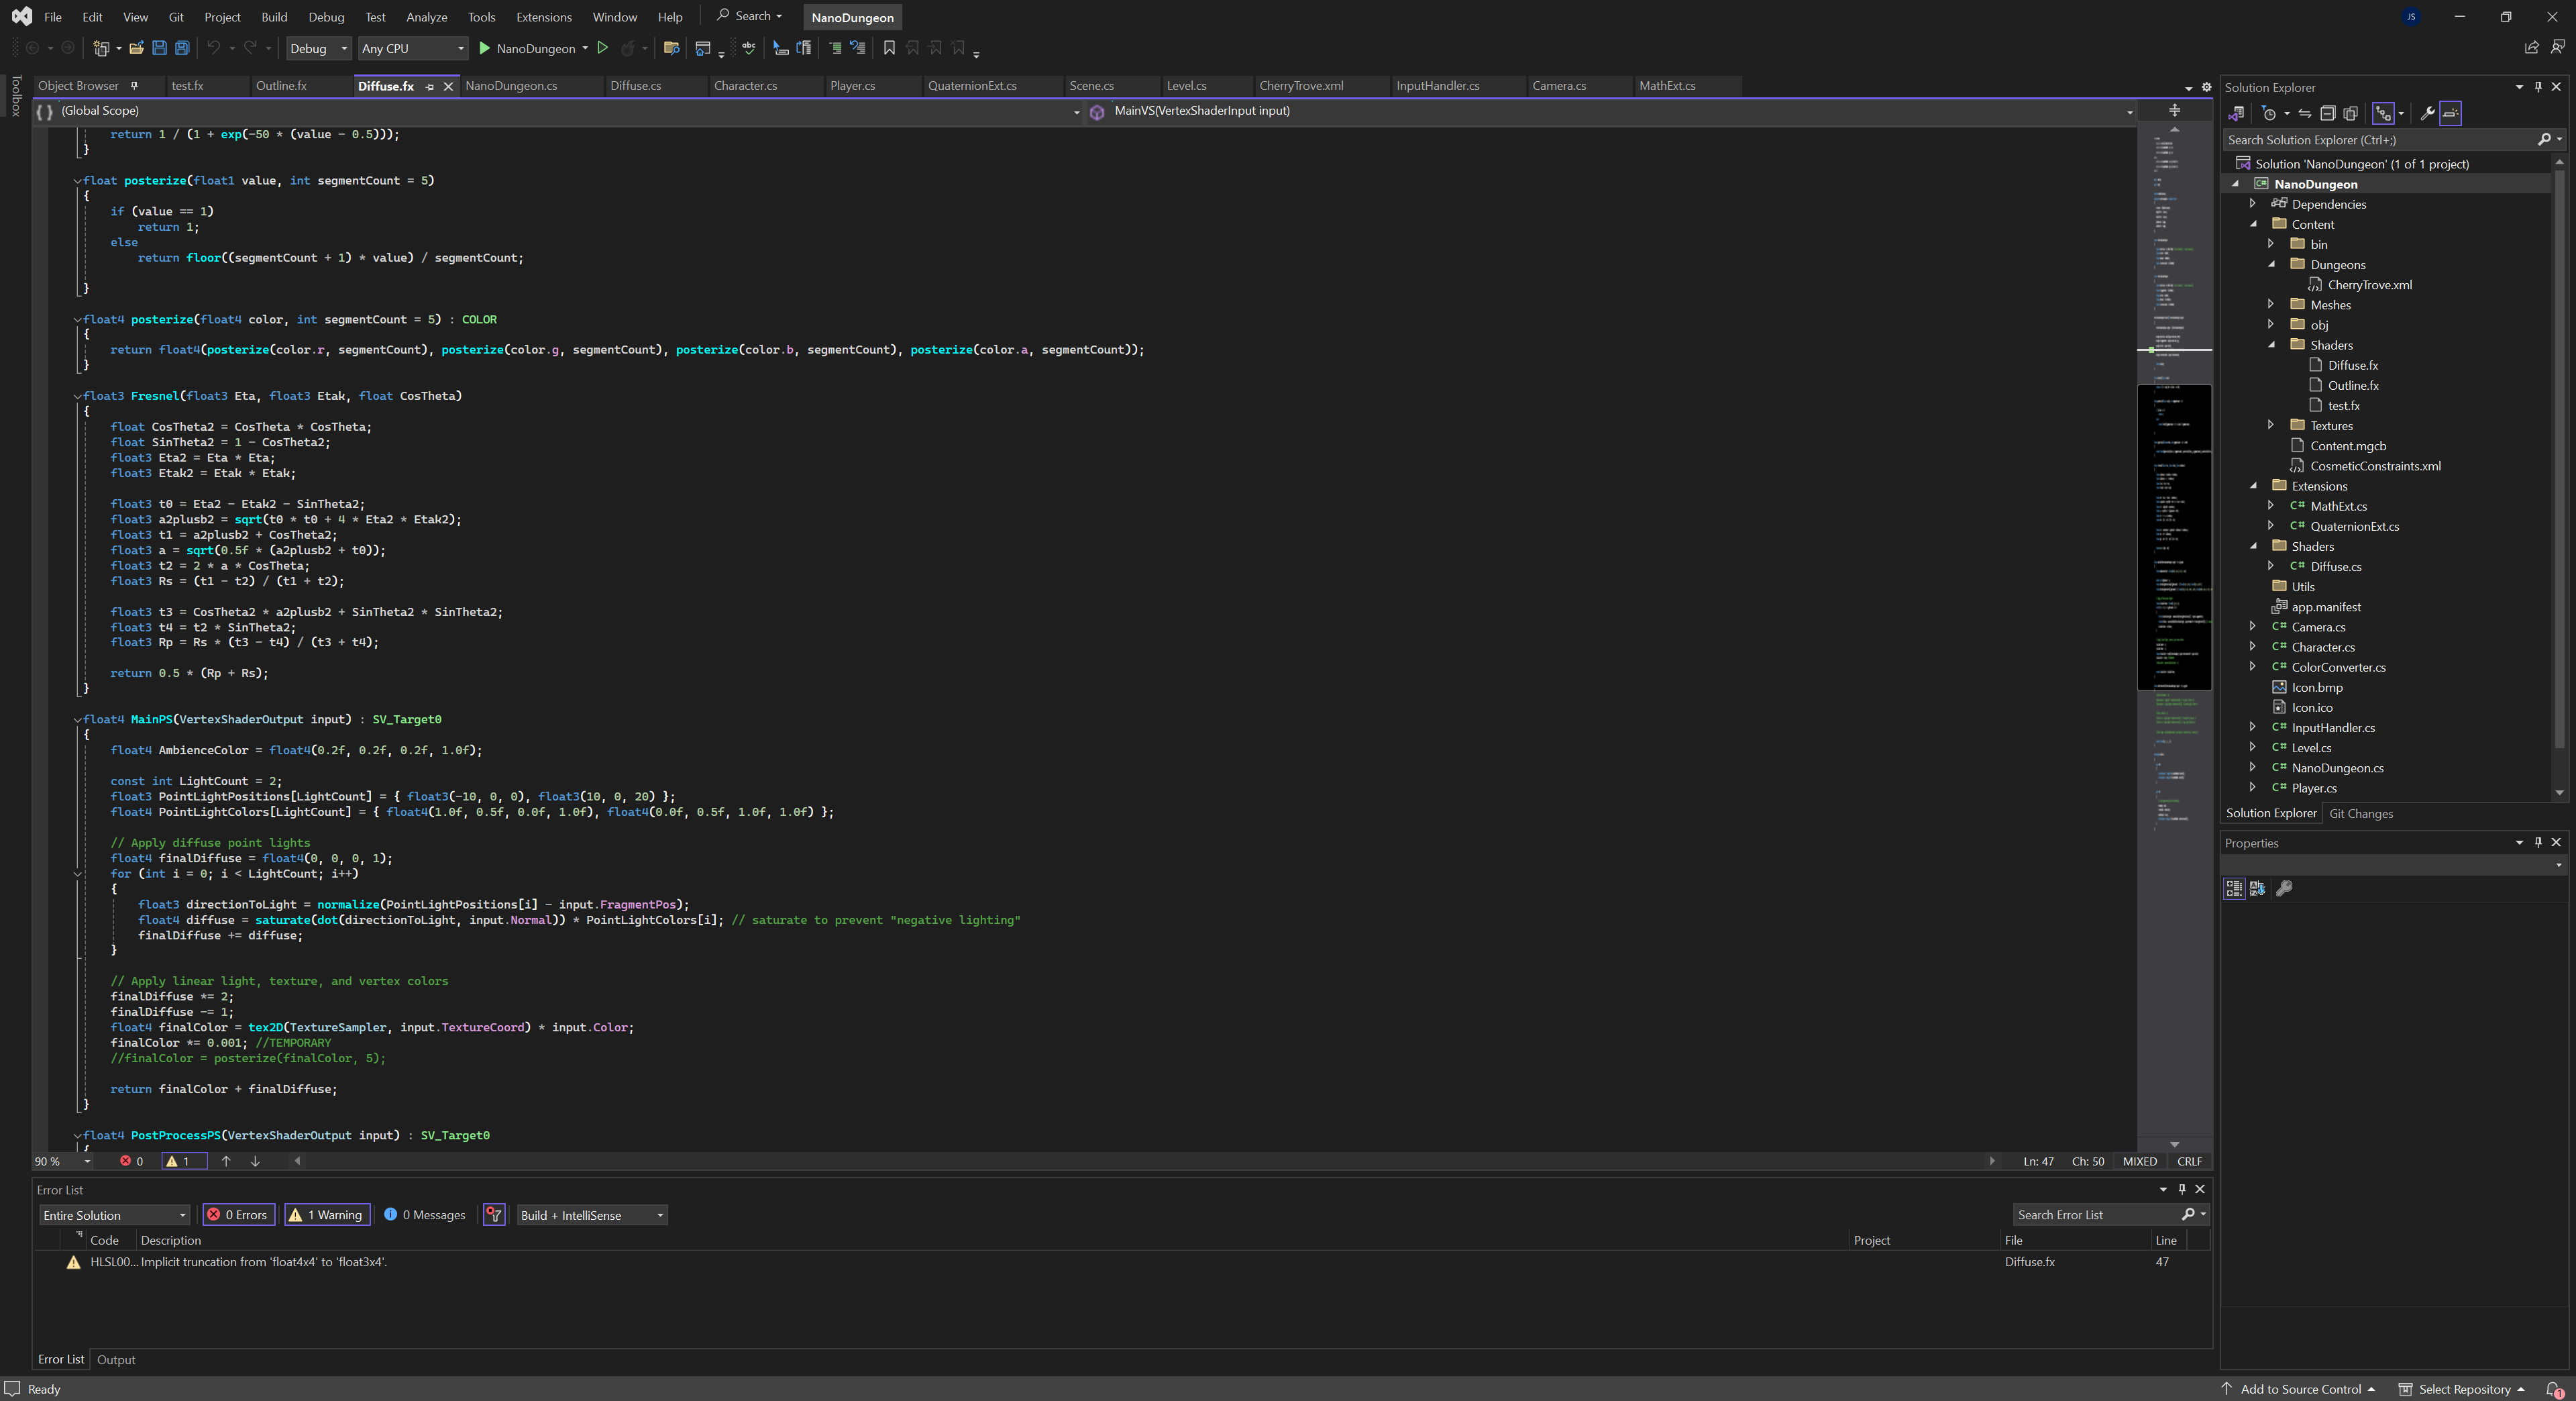 File Edit View Git Project Build Debug Test Analyze Tools Extensions Window Help Search NanoDungeon JS
Debug Any CPU NanoDungeon
Toolbox
Object Browser test.fx Outline.fx Diffuse.fx NanoDungeon.cs Diffuse.cs Character.cs Player.cs QuaternionExt.cs Scene.cs Level.cs CherryTrove.xml InputHandler.cs Camera.cs MathExt.cs
(Global Scope) MainVS(VertexShaderInput input)
return 1 / (1 + exp(-50 * (value - 0.5)));
}
float posterize(float1 value, int segmentCount = 5)
{
if (value == 1)
return 1;
else
return floor((segmentCount + 1) * value) / segmentCount;
}
float4 posterize(float4 color, int segmentCount = 5) : COLOR
{
return float4(posterize(color.r, segmentCount), posterize(color.g, segmentCount), posterize(color.b, segmentCount), posterize(color.a, segmentCount));
}
float3 Fresnel(float3 Eta, float3 Etak, float CosTheta)
{
float CosTheta2 = CosTheta * CosTheta;
float SinTheta2 = 1 - CosTheta2;
float3 Eta2 = Eta * Eta;
float3 Etak2 = Etak * Etak;
float3 t0 = Eta2 - Etak2 - SinTheta2;
float3 a2plusb2 = sqrt(t0 * t0 + 4 * Eta2 * Etak2);
float3 t1 = a2plusb2 + CosTheta2;
float3 a = sqrt(0.5f * (a2plusb2 + t0));
float3 t2 = 2 * a * CosTheta;
float3 Rs = (t1 - t2) / (t1 + t2);
float3 t3 = CosTheta2 * a2plusb2 + SinTheta2 * SinTheta2;
float3 t4 = t2 * SinTheta2;
float3 Rp = Rs * (t3 - t4) / (t3 + t4);
return 0.5 * (Rp + Rs);
}
float4 MainPS(VertexShaderOutput input) : SV_Target0
{
float4 AmbienceColor = float4(0.2f, 0.2f, 0.2f, 1.0f);
const int LightCount = 2;
float3 PointLightPositions[LightCount] = { float3(-10, 0, 0), float3(10, 0, 20) };
float4 PointLightColors[LightCount] = { float4(1.0f, 0.5f, 0.0f, 1.0f), float4(0.0f, 0.5f, 1.0f, 1.0f) };
// Apply diffuse point lights
float4 finalDiffuse = float4(0, 0, 0, 1);
for (int i = 0; i < LightCount; i++)
{
float3 directionToLight = normalize(PointLightPositions[i] - input.FragmentPos);
float4 diffuse = saturate(dot(directionToLight, input.Normal)) * PointLightColors[i]; // saturate to prevent "negative lighting"
finalDiffuse += diffuse;
}
// Apply linear light, texture, and vertex colors
finalDiffuse *= 2;
finalDiffuse -= 1;
float4 finalColor = tex2D(TextureSampler, input.TextureCoord) * input.Color;
finalColor *= 0.001; //TEMPORARY
//finalColor = posterize(finalColor, 5);
return finalColor + finalDiffuse;
}
float4 PostProcessPS(VertexShaderOutput input) : SV_Target0
{
90 % 0 1 Ln: 47 Ch: 50 MIXED CRLF
Error List
Entire Solution 0 Errors 1 Warning 0 Messages Build + IntelliSense Search Error List
Code Description Project File Line
HLSL00... Implicit truncation from 'float4x4' to 'float3x4'. Diffuse.fx 47
Error List Output
Solution Explorer
Search Solution Explorer (Ctrl+;)
Solution 'NanoDungeon' (1 of 1 project)
NanoDungeon
Dependencies
Content
bin
Dungeons
CherryTrove.xml
Meshes
obj
Shaders
Diffuse.fx
Outline.fx
test.fx
Textures
Content.mgcb
CosmeticConstraints.xml
Extensions
MathExt.cs
QuaternionExt.cs
Shaders
Diffuse.cs
Utils
app.manifest
Camera.cs
Character.cs
ColorConverter.cs
Icon.bmp
Icon.ico
InputHandler.cs
Level.cs
NanoDungeon.cs
Player.cs
Solution Explorer Git Changes
Properties
Ready Add to Source Control Select Repository 1